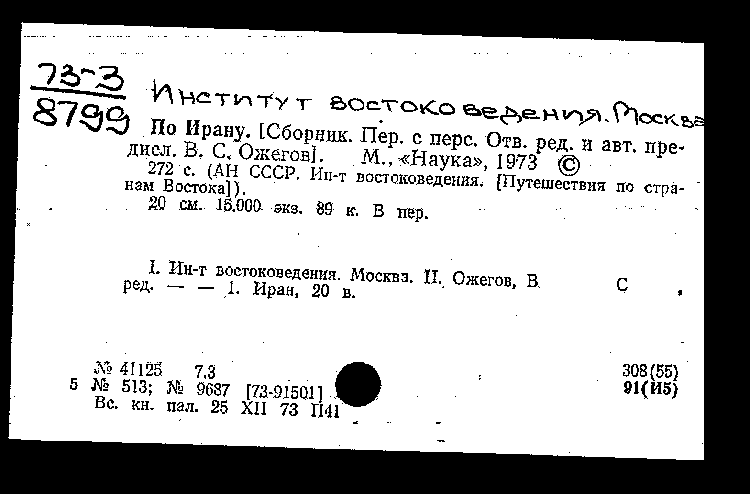 73-3
8799
Институт востоковедения. Москва
По Ирану. [Сборник. Пер. с перс. Отв. ред. и авт. пре-
дисл. В. С. Ожегов]. М., «Наука», 1973 ©
272 с. (АН СССР. Ин-т востоковедения. [Путешествия по стра-
нам Востока]).
20 см. 15.000 экз. 89 к. В пер.
I. Ин-т востоковедения. Москва. II. Ожегов, В.
ред. — — 1. Иран, 20 в.
С
№ 41125 7.3
308(55)
5 № 513; № 9687 [73-91501]
91(И5)
Вс. кн. пал. 25 XII 73 П41